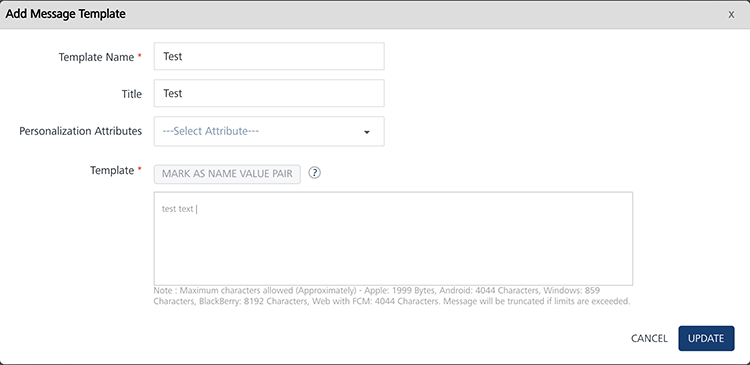 Add Message Template X
Template Name * Test
Title Test
Personalization Attributes ---Select Attribute---
Template * MARK AS NAME VALUE PAIR ?
test text
Note : Maximum characters allowed (Approximately) - Apple: 1999 Bytes, Android: 4044 Characters, Windows: 859
Characters, BlackBerry: 8192 Characters, Web with FCM: 4044 Characters. Message will be truncated if limits are exceeded.
CANCEL UPDATE